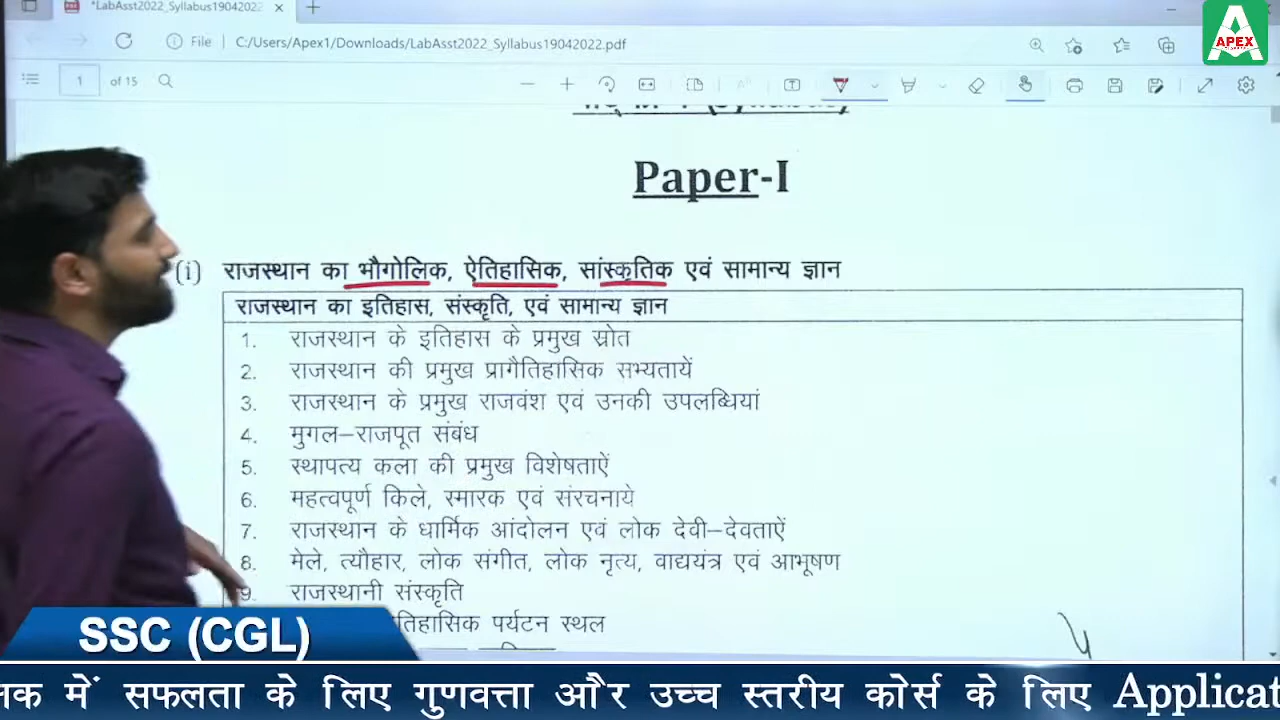 *LabAsst2022_Syllabus19042022
File C:/Users/Apex1/Downloads/LabAsst2022_Syllabus19042022.pdf
APEX
1 of 15
(Syllabus)
Paper-I
(i) राजस्थान का भौगोलिक, ऐतिहासिक, सांस्कृतिक एवं सामान्य ज्ञान
राजस्थान का इतिहास, संस्कृति, एवं सामान्य ज्ञान
1. राजस्थान के इतिहास के प्रमुख स्रोत
2. राजस्थान की प्रमुख प्रागैतिहासिक सभ्यतायें
3. राजस्थान के प्रमुख राजवंश एवं उनकी उपलब्धियां
4. मुगल–राजपूत संबंध
5. स्थापत्य कला की प्रमुख विशेषताऐं
6. महत्वपूर्ण किले, स्मारक एवं संरचनाये
7. राजस्थान के धार्मिक आंदोलन एवं लोक देवी–देवताऐं
8. मेले, त्यौहार, लोक संगीत, लोक नृत्य, वाद्ययंत्र एवं आभूषण
9. राजस्थानी संस्कृति
तिहासिक पर्यटन स्थल
SSC (CGL)
में सफलता के लिए गुणवत्ता और उच्च स्तरीय कोर्स के लिए Applicat